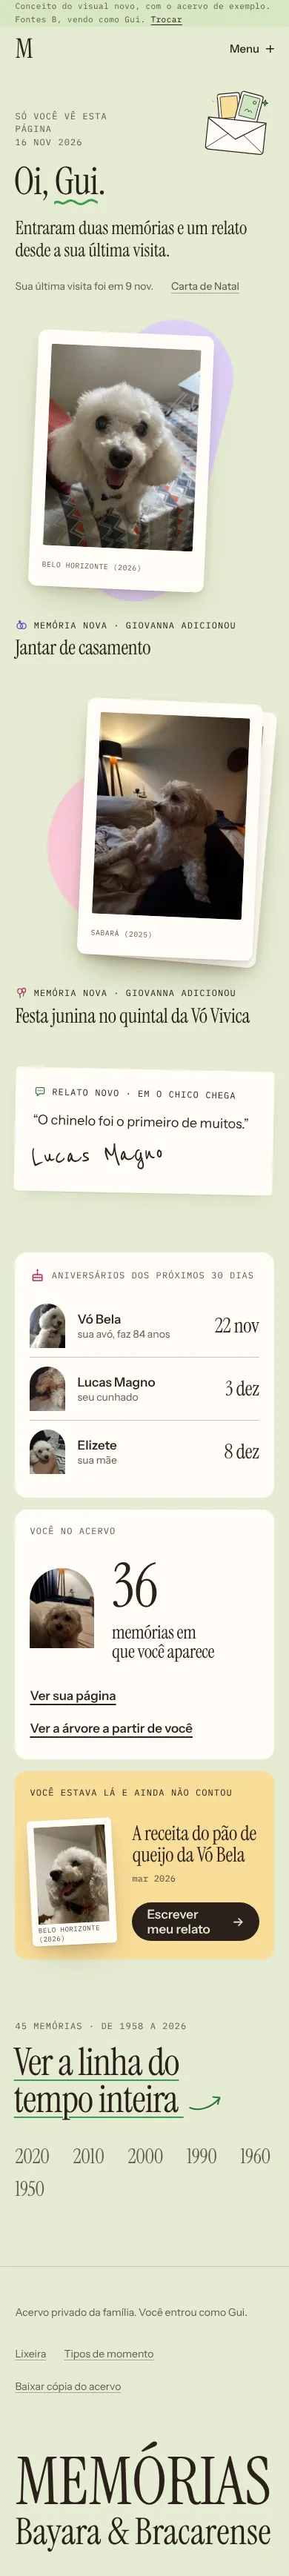 Conceito do visual novo, com o acervo de exemplo.
Fontes B, vendo como Gui. Trocar
M
Menu +
SÓ VOCÊ VÊ ESTA
PÁGINA
16 NOV 2026
Oi, Gui.
Entraram duas memórias e um relato
desde a sua última visita.
Sua última visita foi em 9 nov. Carta de Natal
BELO HORIZONTE (2026)
MEMÓRIA NOVA · GIOVANNA ADICIONOU
Jantar de casamento
SABARÁ (2025)
MEMÓRIA NOVA · GIOVANNA ADICIONOU
Festa junina no quintal da Vó Vivica
RELATO NOVO · EM O CHICO CHEGA
“O chinelo foi o primeiro de muitos.”
Lucas Magno
ANIVERSÁRIOS DOS PRÓXIMOS 30 DIAS
Vó Bela
sua avó, faz 84 anos
22 nov
Lucas Magno
seu cunhado
3 dez
Elizete
sua mãe
8 dez
VOCÊ NO ACERVO
36
memórias em
que você aparece
Ver sua página
Ver a árvore a partir de você
VOCÊ ESTAVA LÁ E AINDA NÃO CONTOU
BELO HORIZONTE
(2026)
A receita do pão de
queijo da Vó Bela
mar 2026
Escrever
meu relato →
45 MEMÓRIAS · DE 1958 A 2026
Ver a linha do
tempo inteira
2020 2010 2000 1990 1960
1950
Acervo privado da família. Você entrou como Gui.
Lixeira Tipos de momento
Baixar cópia do acervo
MEMÓRIAS
Bayara & Bracarense